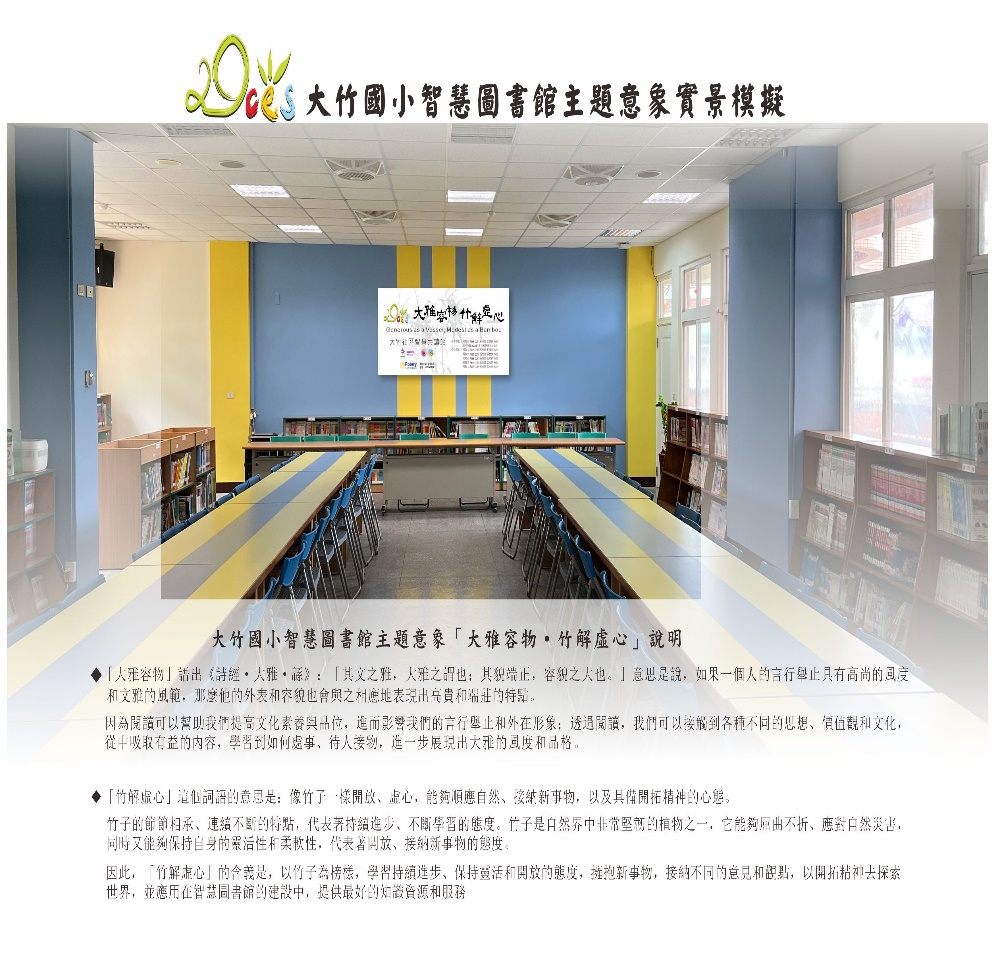 20ces 大竹國小智慧圖書館主題意象實景模擬
20ces 大雅容物 竹解虛心
Generous as a Vessel, Modest as a Bamboo
大竹社區智慧共讀館
Rotary
大竹國小智慧圖書館主題意象「大雅容物・竹解虛心」說明
◆「大雅容物」語出《詩經・大雅・蒸》：「其文之雅，大雅之謂也；其貌端正，容貌之大也。」意思是說，如果一個人的言行舉止具有高尚的風度
和文雅的風範，那麼他的外表和容貌也會與之相應地表現出高貴和端莊的特點。
因為閱讀可以幫助我們提高文化素養與品位，進而影響我們的言行舉止和外在形象；透過閱讀，我們可以接觸到各種不同的思想、價值觀和文化，
從中吸取有益的內容，學習到如何處事、待人接物，進一步展現出大雅的風度和品格。
◆「竹解虛心」這個詞語的意思是：像竹子一樣開放、虛心，能夠順應自然、接納新事物，以及具備開拓精神的心態。
竹子的節節相承、連續不斷的特點，代表著持續進步、不斷學習的態度。竹子是自然界中非常堅韌的植物之一，它能夠屈曲不折、應對自然災害，
同時又能夠保持自身的靈活性和柔軟性，代表著開放、接納新事物的態度。
因此，「竹解虛心」的含義是，以竹子為榜樣，學習持續進步、保持靈活和開放的態度，擁抱新事物，接納不同的意見和觀點，以開拓精神去探索
世界，並應用在智慧圖書館的建設中，提供最好的知識資源和服務